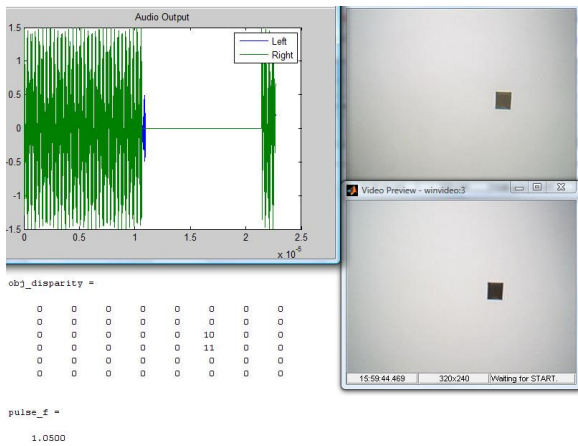 Audio Output
Left
Right
1.5
1
0.5
0
-0.5
-1
-1.5
0 0.5 1 1.5 2 2.5
x 10^-5
Video Preview - winvideo:3
15:59:44.469 320x240 Waiting for START.
obj_disparity =
0 0 0 0 0 0 0 0
0 0 0 0 0 0 0 0
0 0 0 0 0 10 0 0
0 0 0 0 0 11 0 0
0 0 0 0 0 0 0 0
0 0 0 0 0 0 0 0
pulse_f =
1.0500